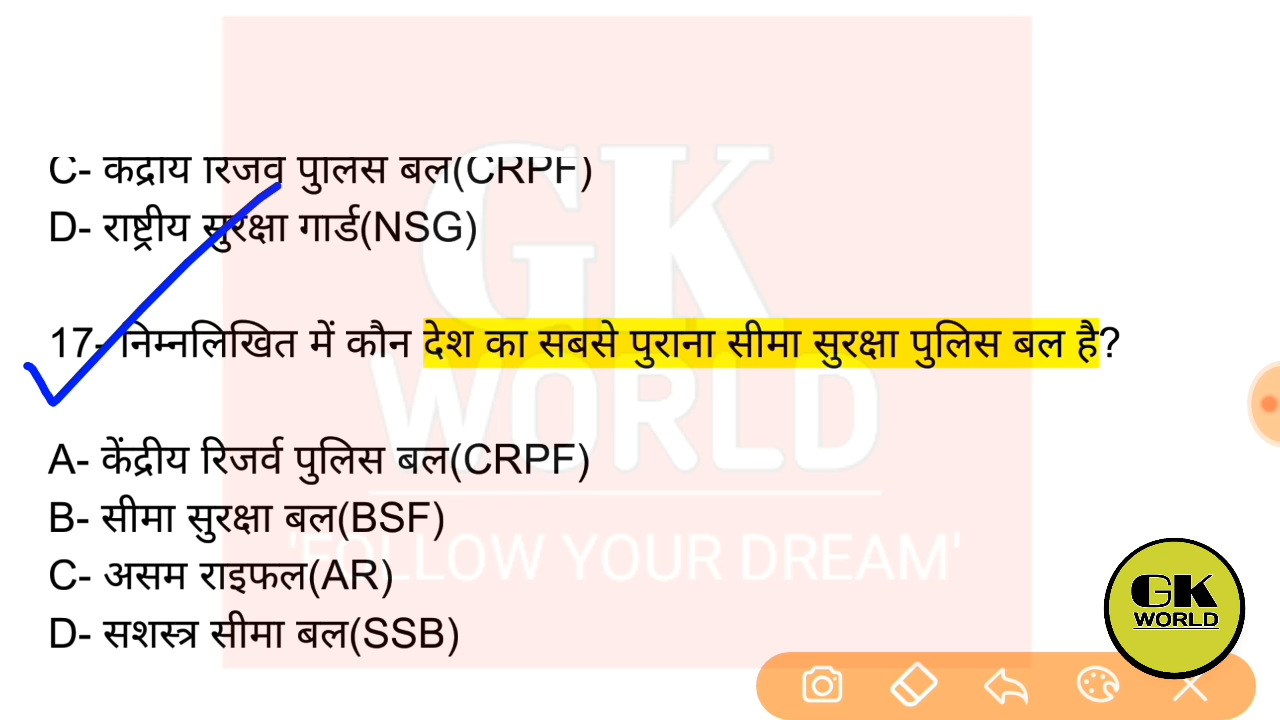 C- केंद्रीय रिजर्व पुलिस बल(CRPF)
D- राष्ट्रीय सुरक्षा गार्ड(NSG)
17- निम्नलिखित में कौन देश का सबसे पुराना सीमा सुरक्षा पुलिस बल है?
A- केंद्रीय रिजर्व पुलिस बल(CRPF)
B- सीमा सुरक्षा बल(BSF)
C- असम राइफल(AR)
D- सशस्त्र सीमा बल(SSB)
GK
WORLD
'FOLLOW YOUR DREAM'
GK
WORLD